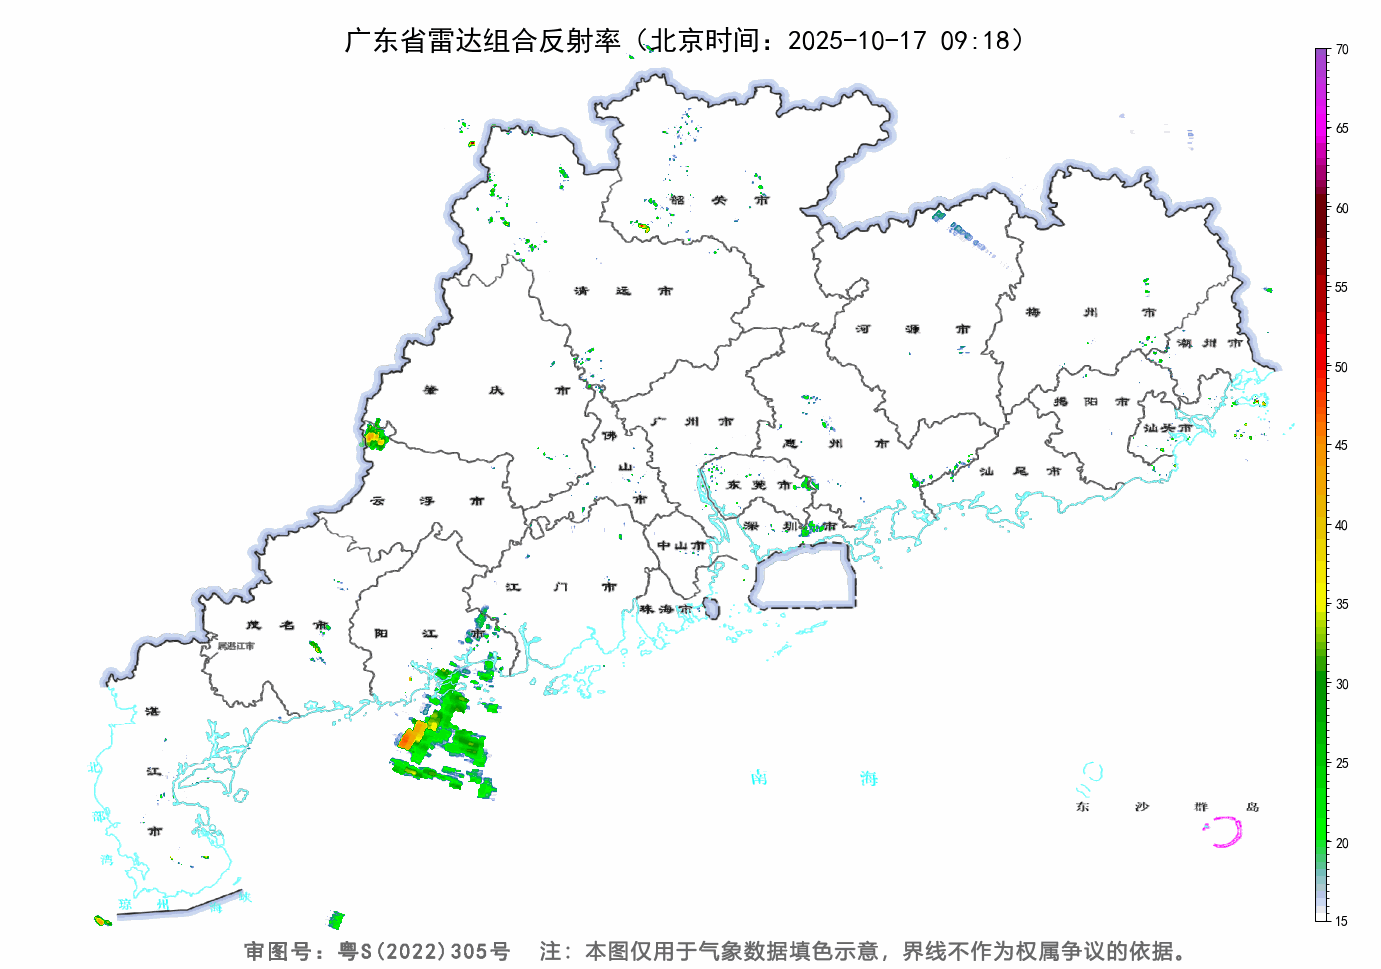 广东省雷达组合反射率（北京时间：2025-10-17 09:18）
70
65
60
55
50
45
40
35
30
25
20
15
韶关市
清远市
河源市
梅州市
潮州市
肇庆市
广州市
揭阳市
汕头市
佛山市
惠州市
东莞市
汕尾市
云浮市
深圳市
中山市
江门市
珠海市
茂名市
阳江市
属湛江市
湛江市
北部湾
南海
东沙群岛
琼州海峡
审图号：粤S(2022)305号 注：本图仅用于气象数据填色示意，界线不作为权属争议的依据。